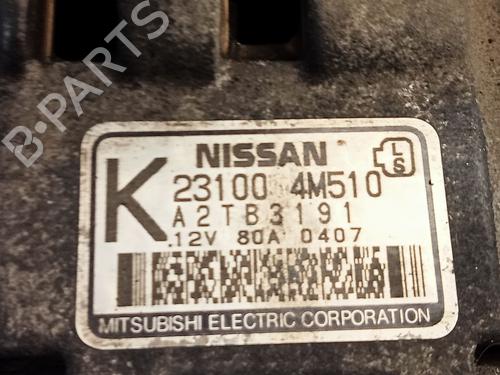 NISSAN
L
S
K
23100 4M510
A2TB3191
12V 80A 0407
MITSUBISHI ELECTRIC CORPORATION
B-PARTS